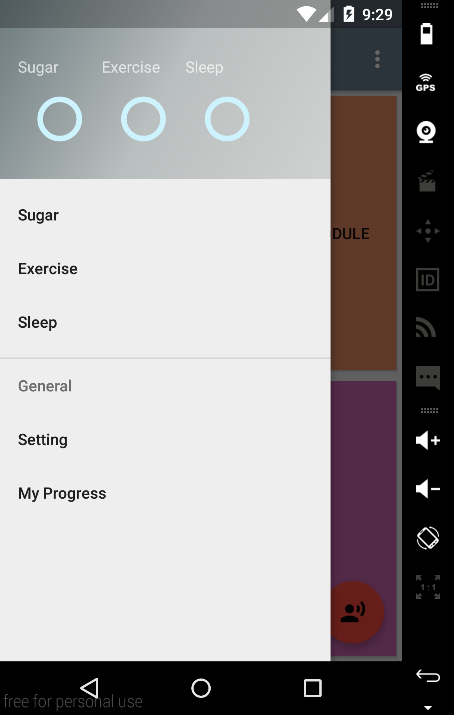 9:29
Sugar Exercise Sleep
GPS
Sugar
DULE
Exercise
ID
Sleep
General
Setting
My Progress
1:1
free for personal use